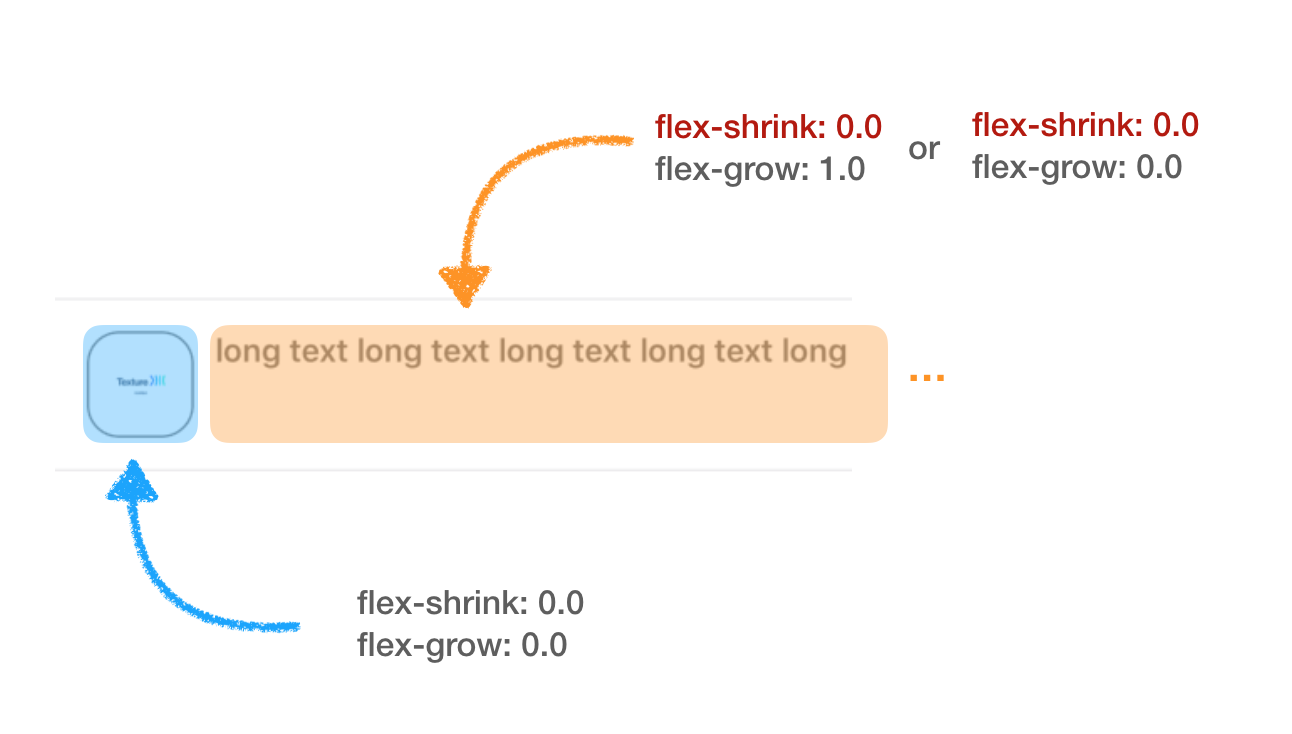 flex-shrink: 0.0
flex-grow: 1.0
or
flex-shrink: 0.0
flex-grow: 0.0
long text long text long text long text long
...
Texture
flex-shrink: 0.0
flex-grow: 0.0